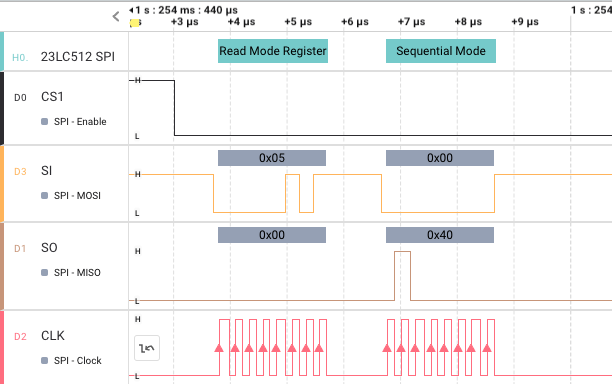 1 s : 254 ms : 440 µs
1 s : 254
+3 µs +4 µs +5 µs +6 µs +7 µs +8 µs +9 µs
H0. 23LC512 SPI Read Mode Register Sequential Mode
D0 CS1 H
SPI - Enable L
0x05 0x00
D3 SI H
SPI - MOSI L
0x00 0x40
D1 SO H
SPI - MISO L
D2 CLK H
SPI - Clock L